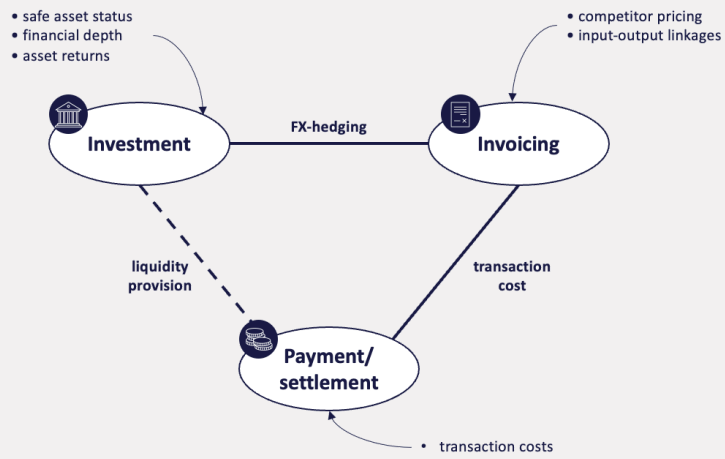 • safe asset status
• financial depth
• asset returns
• competitor pricing
• input-output linkages
Investment
FX-hedging
Invoicing
liquidity
provision
transaction
cost
Payment/
settlement
• transaction costs